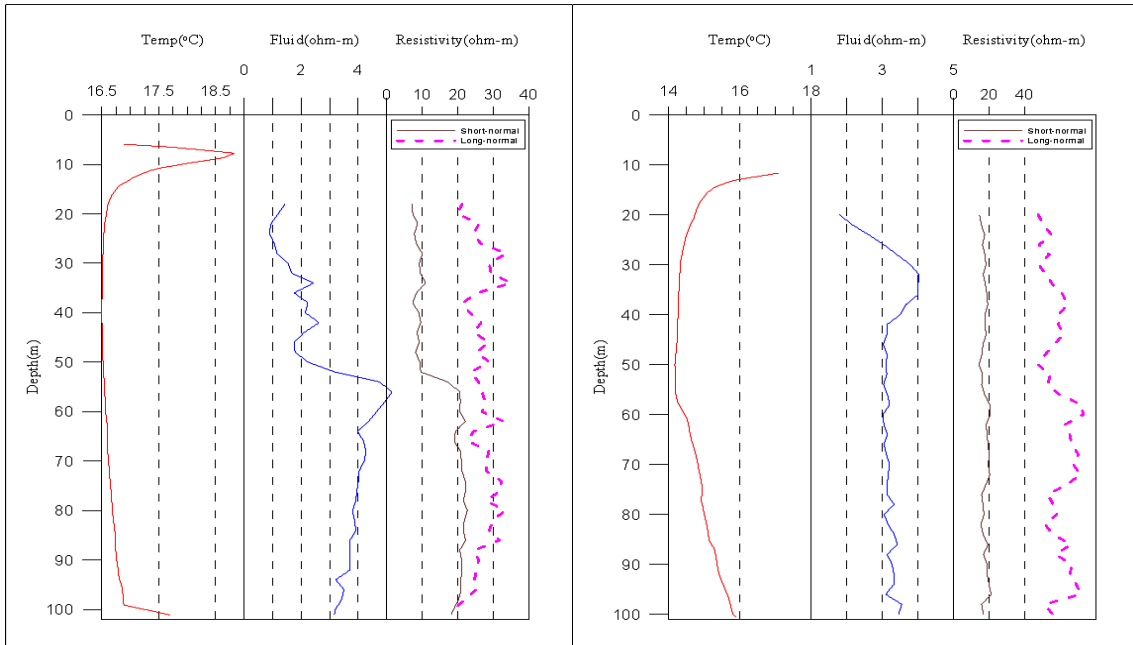 Temp(ºC) Fluid(ohm-m) Resistivity(ohm-m)
0 2 4
16.5 17.5 18.5 0 10 20 30 40
Short-normal
Long-normal
0
10
20
30
40
50
60
70
80
90
100
Depth(m)
Temp(ºC) Fluid(ohm-m) Resistivity(ohm-m)
1 3 5
14 16 18 0 20 40
Short-normal
Long-normal
0
10
20
30
40
50
60
70
80
90
100
Depth(m)